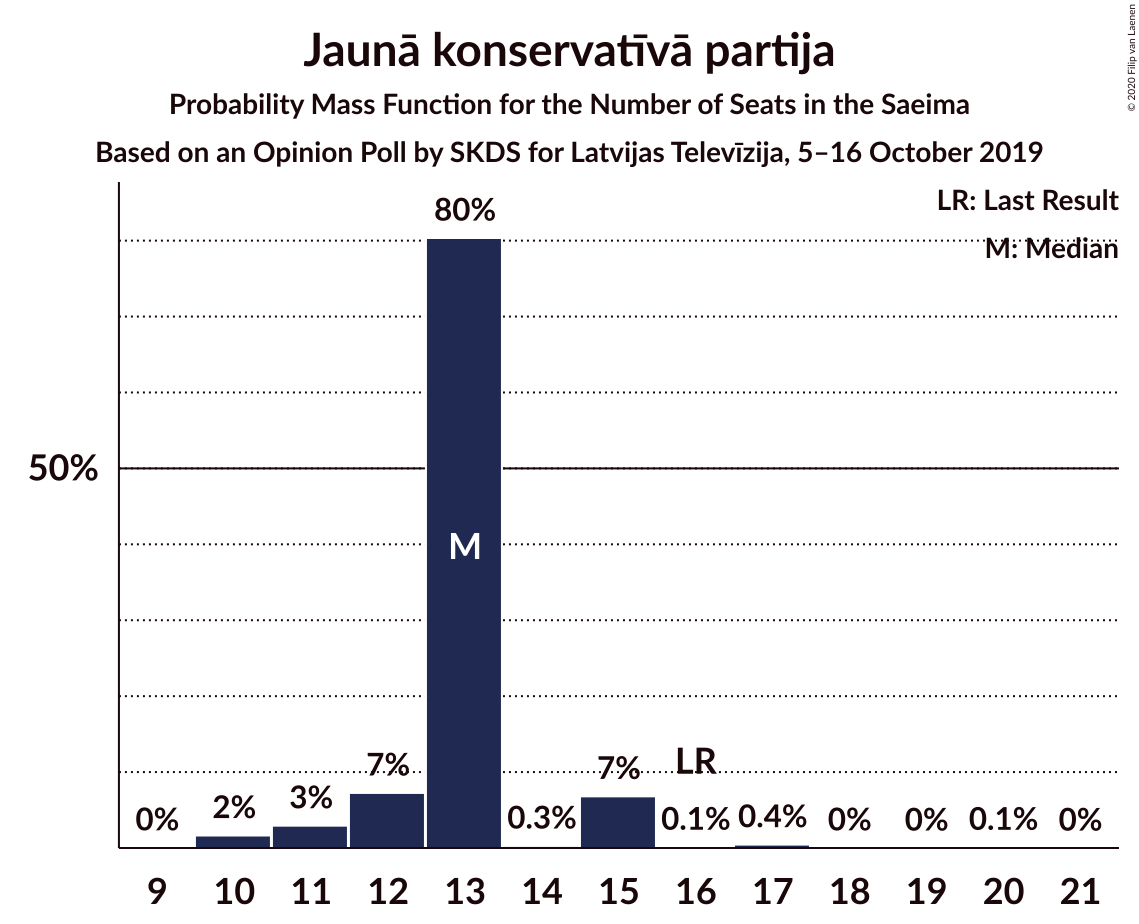 Jaunā konservatīvā partija
Probability Mass Function for the Number of Seats in the Saeima
Based on an Opinion Poll by SKDS for Latvijas Televīzija, 5–16 October 2019
© 2020 Filip van Laenen
LR: Last Result
M: Median
80%
50%
M
0% 2% 3% 7% 0.3% 7% 0.1% 0.4% 0% 0% 0.1% 0%
LR
9 10 11 12 13 14 15 16 17 18 19 20 21